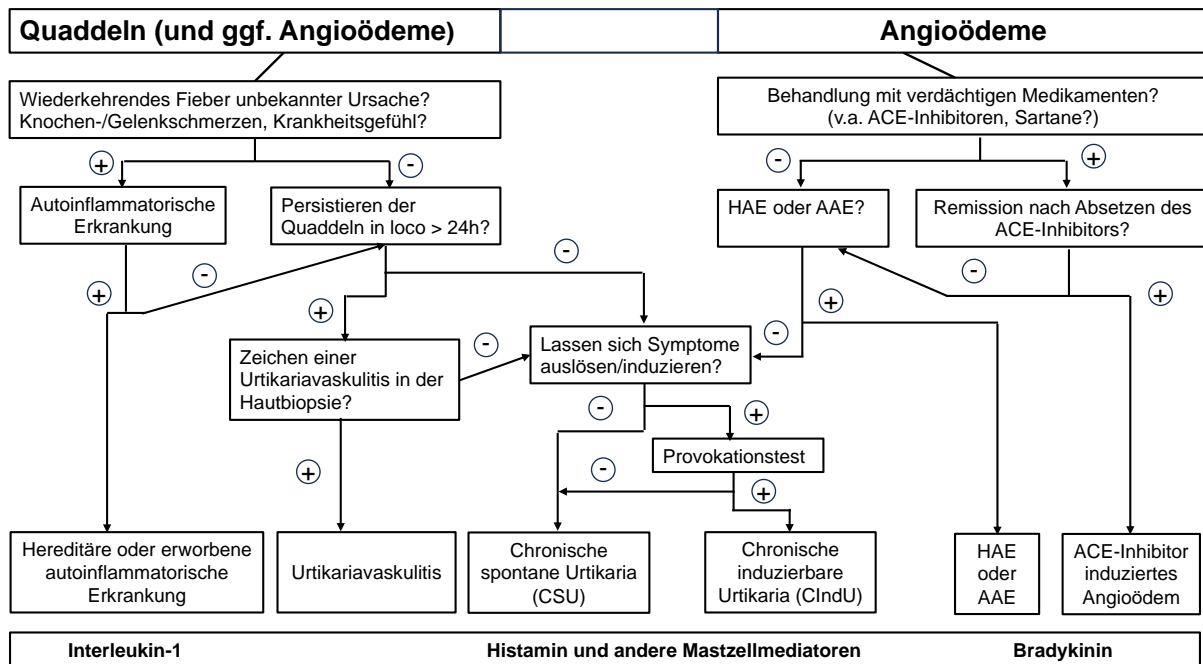 Quaddeln (und ggf. Angioödeme)
Angioödeme
Wiederkehrendes Fieber unbekannter Ursache?
Knochen-/Gelenkschmerzen, Krankheitsgefühl?
Behandlung mit verdächtigen Medikamenten?
(v.a. ACE-Inhibitoren, Sartane?)
+
-
-
+
Autoinflammatorische
Erkrankung
Persistieren der
Quaddeln in loco > 24h?
HAE oder AAE?
Remission nach Absetzen des
ACE-Inhibitors?
-
-
-
+
+
+
+
Zeichen einer
Urtikariavaskulitis in der
Hautbiopsie?
-
Lassen sich Symptome
auslösen/induzieren?
-
-
+
Provokationstest
+
-
+
Hereditäre oder erworbene
autoinflammatorische
Erkrankung
Urtikariavaskulitis
Chronische
spontane Urtikaria
(CSU)
Chronische
induzierbare
Urtikaria (CIndU)
HAE
oder
AAE
ACE-Inhibitor
induziertes
Angioödem
Interleukin-1
Histamin und andere Mastzellmediatoren
Bradykinin